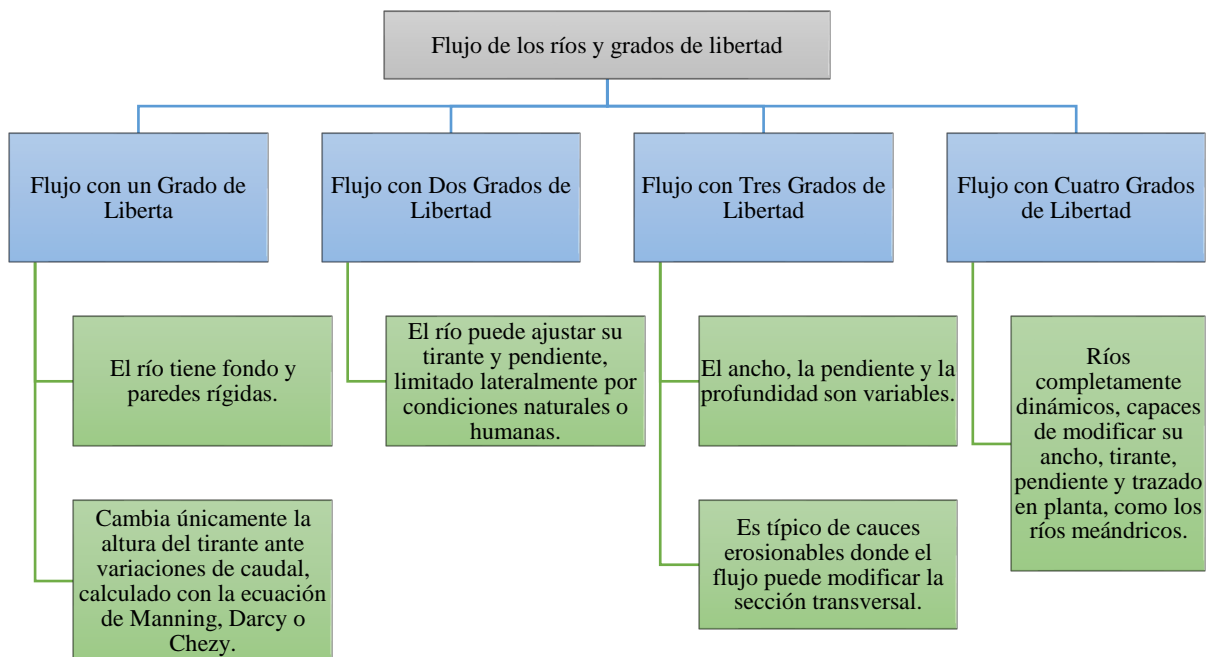 Flujo de los ríos y grados de libertad
Flujo con un Grado de
Liberta
El río tiene fondo y
paredes rígidas.
Cambia únicamente la
altura del tirante ante
variaciones de caudal,
calculado con la ecuación
de Manning, Darcy o
Chezy.
Flujo con Dos Grados de
Libertad
El río puede ajustar su
tirante y pendiente,
limitado lateralmente por
condiciones naturales o
humanas.
Flujo con Tres Grados de
Libertad
El ancho, la pendiente y la
profundidad son variables.
Es típico de cauces
erosionables donde el
flujo puede modificar la
sección transversal.
Flujo con Cuatro Grados
de Libertad
Ríos
completamente
dinámicos, capaces
de modificar su
ancho, tirante,
pendiente y trazado
en planta, como los
ríos meándricos.